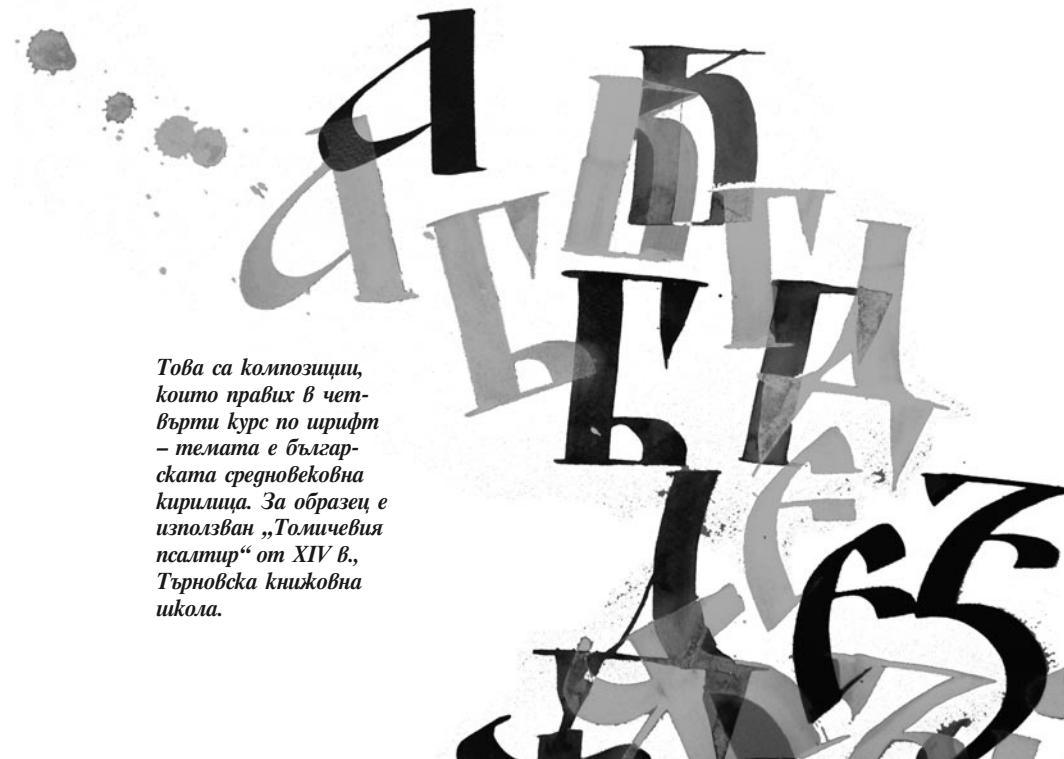 Това са композиции,
които правих в чет-
върти курс по шрифт
– темата е българ-
ската средновековна
кирилица. За образец е
използван „Томичевия
псалтир“ от XIV в.,
Търновска книжовна
школа.